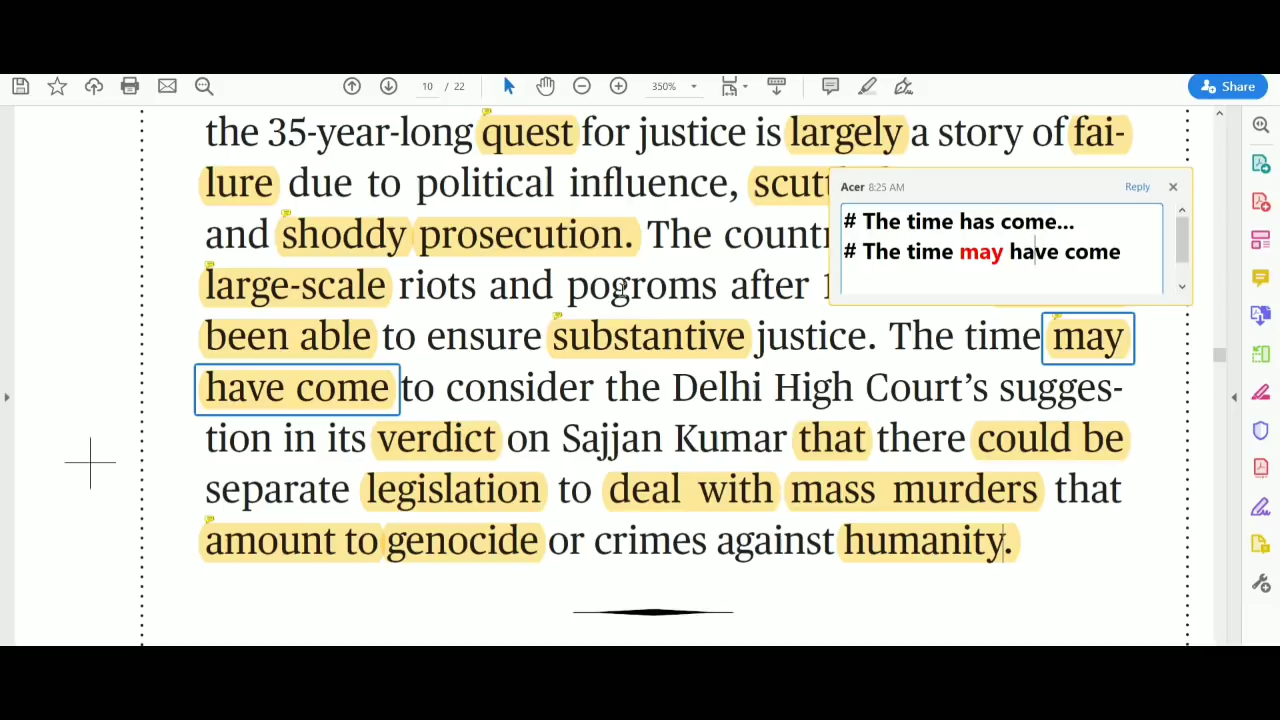 10 / 22
350%
Share
the 35-year-long quest for justice is largely a story of fai-
lure due to political influence,
and shoddy prosecution. The
large-scale riots and pogroms after
been able to ensure substantive justice. The time may
have come to consider the Delhi High Court's sugges-
tion in its verdict on Sajjan Kumar that there could be
separate legislation to deal with mass murders that
amount to genocide or crimes against humanity.
Acer 8:25 AM
Reply
# The time has come...
# The time may have come